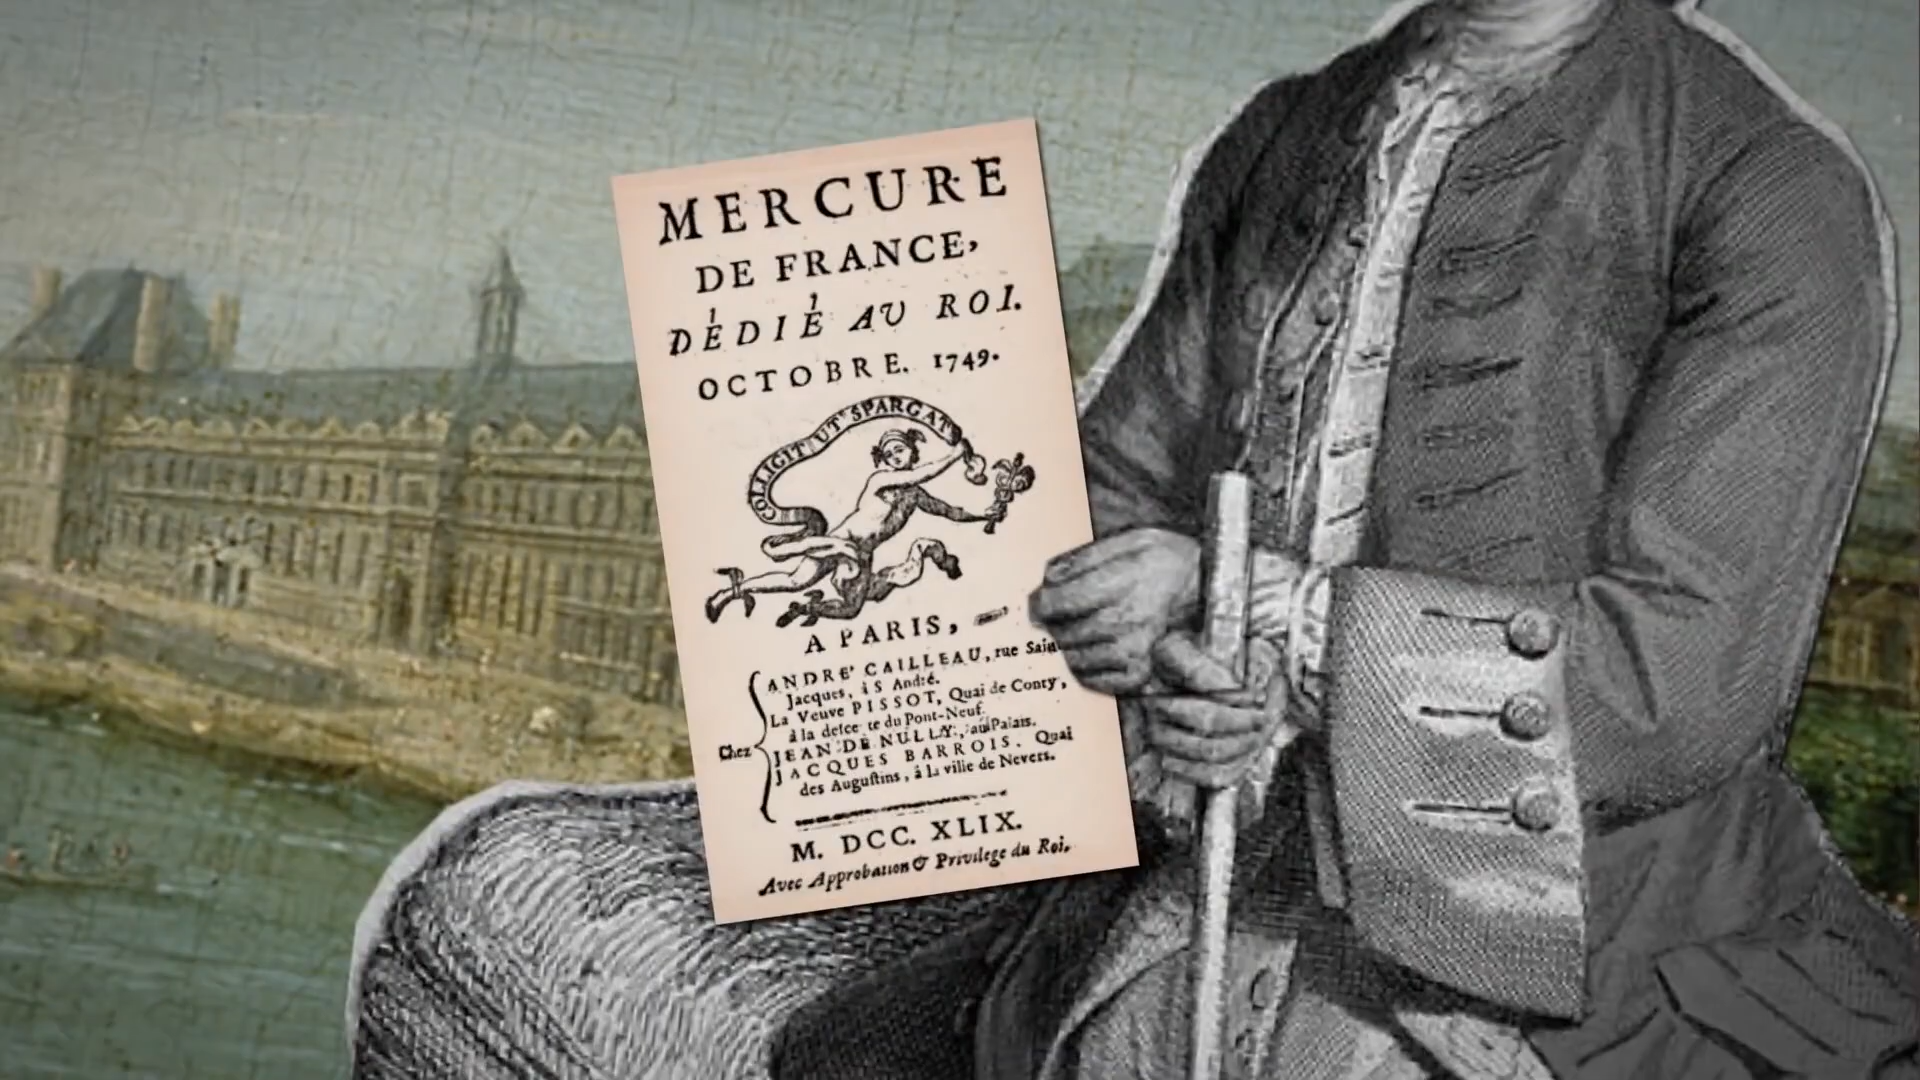 MERCURE
DE FRANCE,
DÉDIÉ AU ROI.
OCTOBRE. 1749.
COLLIGIT UT SPARGAT
A PARIS,
ANDRE' CAILLEAU, rue Saint
Jacques, à S André.
La Veuve PISSOT, Quai de Conty,
à la desce te du Pont-Neuf.
Chez JEAN DE NULLY, au Palais.
JACQUES BARROIS. Quai
des Augustins, à la ville de Nevers.
M. DCC. XLIX.
Avec Approbation & Privilege du Roi.